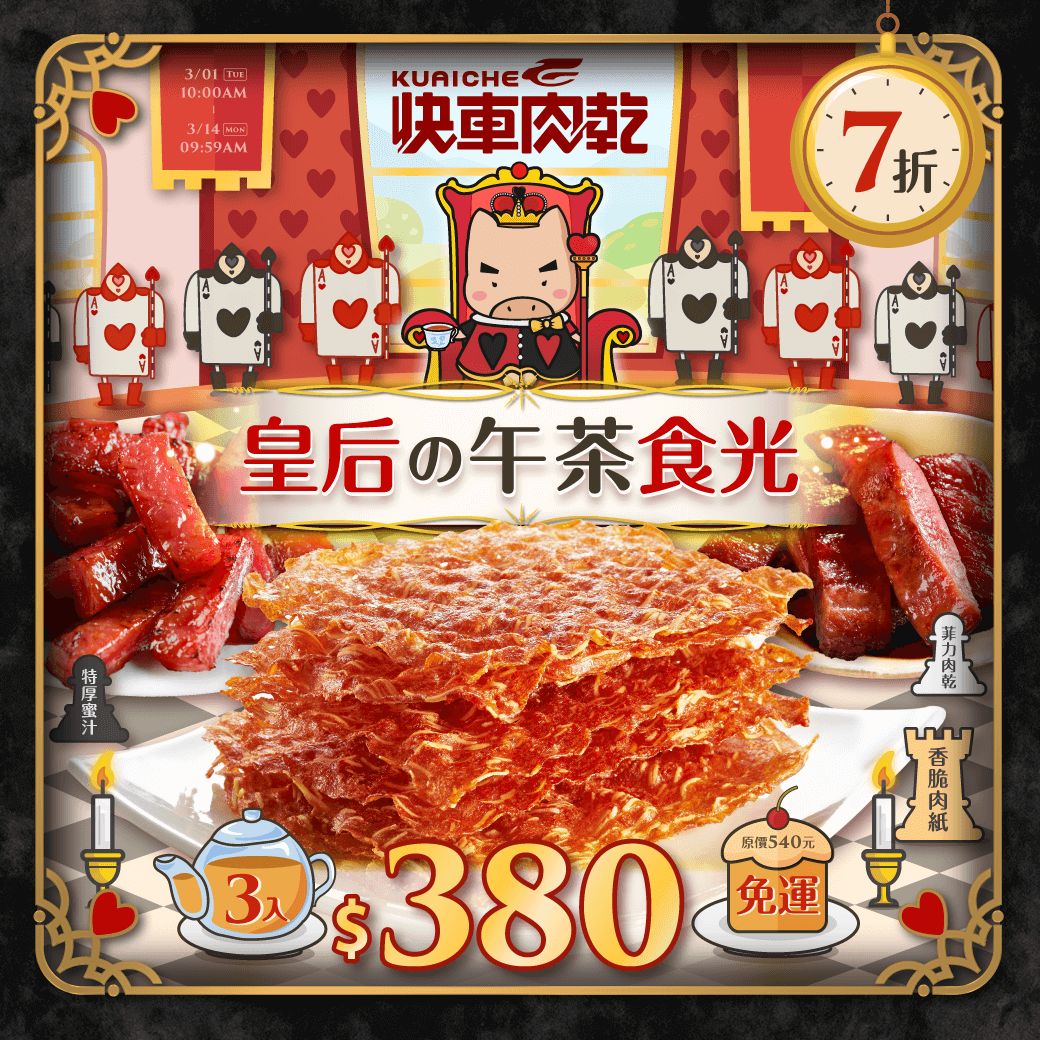 3/01 TUE
10:00AM
3/14 MON
09:59AM
KUAICHE
快車肉乾
7折
A
A
A
A
A
A
A
A
A
A
A
A
皇后の午茶食光
特厚蜜汁
菲力肉乾
香脆肉紙
3入
$380
原價540元
免運